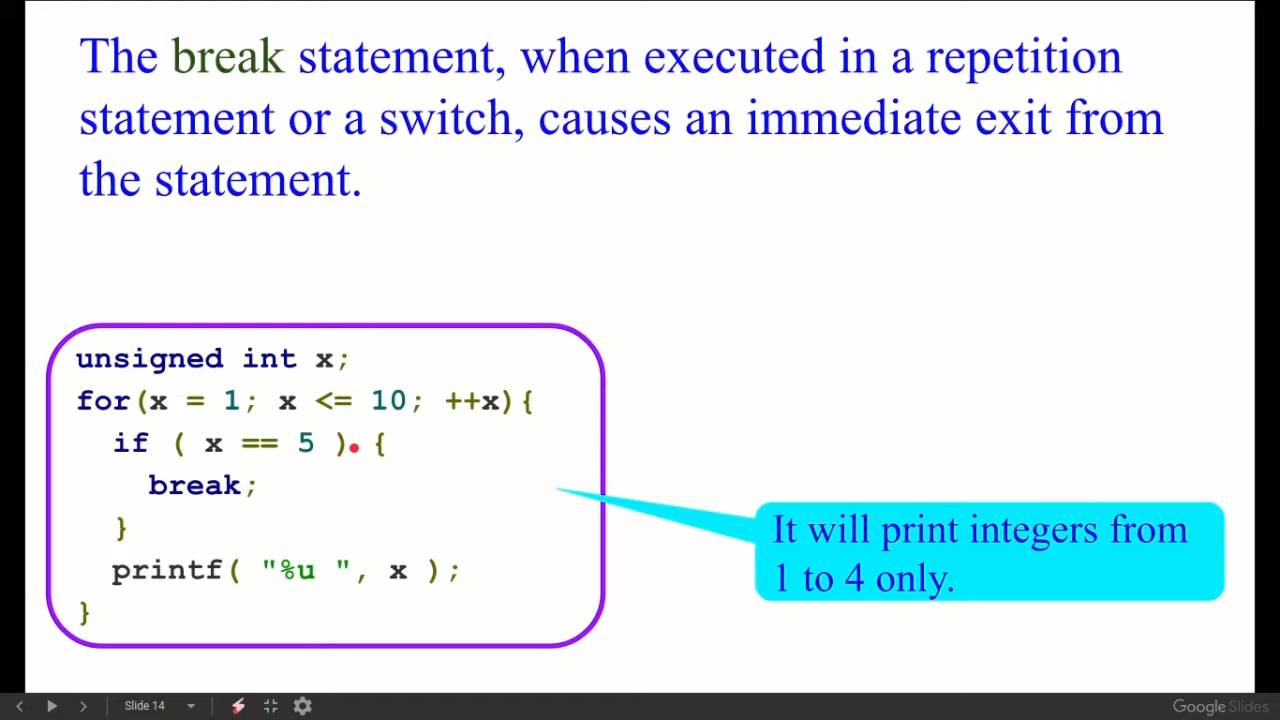 The break statement, when executed in a repetition
statement or a switch, causes an immediate exit from
the statement.
unsigned int x;
for(x = 1; x <= 10; ++x){
if ( x == 5 ) {
break;
}
printf( "%u ", x );
}
It will print integers from
1 to 4 only.
Slide 14
Google Slides